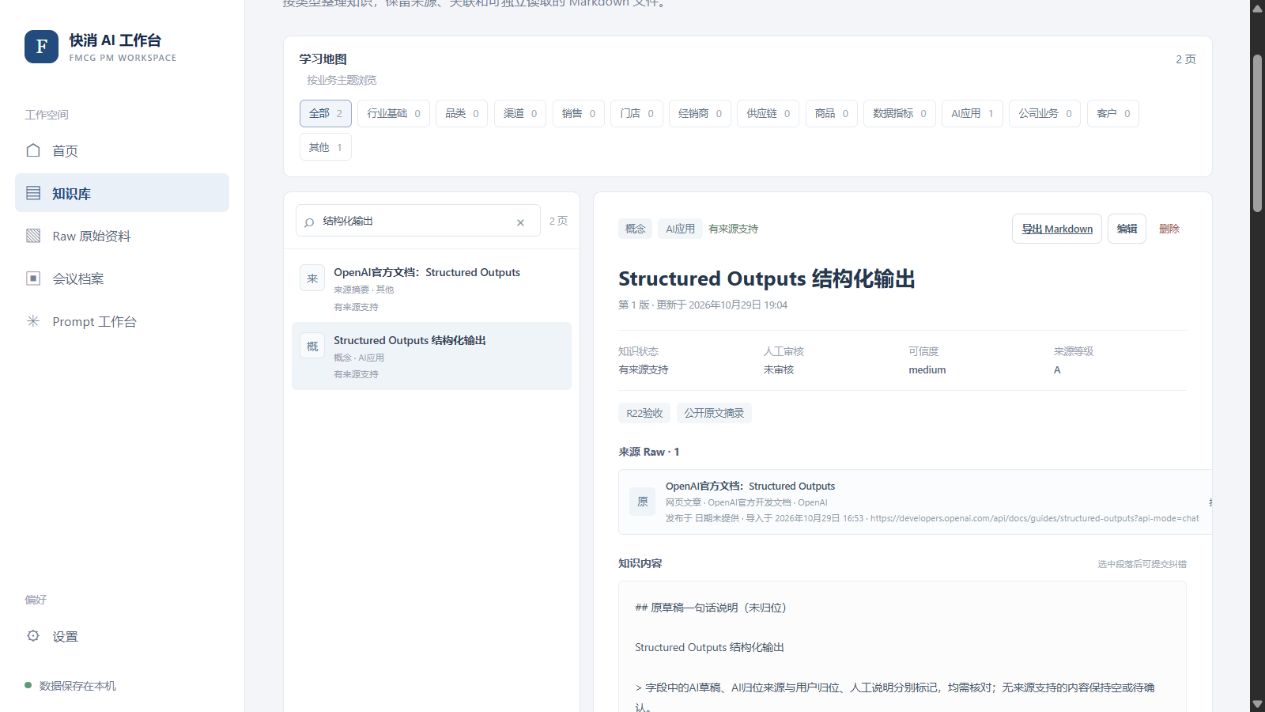 按类型整理知识，保留来源、关联和可独立读取的 Markdown 文件。
F
快消 AI 工作台
FMCG PM WORKSPACE
工作空间
首页
知识库
Raw 原始资料
会议档案
Prompt 工作台
偏好
设置
数据保存在本机
学习地图
2 页
按业务主题浏览
全部 2
行业基础 0
品类 0
渠道 0
销售 0
门店 0
经销商 0
供应链 0
商品 0
数据指标 0
AI应用 1
公司业务 0
客户 0
其他 1
结构化输出
2 页
来
OpenAI官方文档：Structured Outputs
来源摘要 · 其他
有来源支持
概
Structured Outputs 结构化输出
概念 · AI应用
有来源支持
概念 AI应用 有来源支持
导出 Markdown
编辑
删除
Structured Outputs 结构化输出
第 1 版 · 更新于 2026年10月29日 19:04
知识状态
有来源支持
人工审核
未审核
可信度
medium
来源等级
A
R22验收
公开原文摘录
来源 Raw · 1
原
OpenAI官方文档：Structured Outputs
网页文章 · OpenAI官方开发文档 · OpenAI
发布于 日期未提供 · 导入于 2026年10月29日 16:53 · https://developers.openai.com/api/docs/guides/structured-outputs?api-mode=chat
知识内容
选中段落后可提交纠错
## 原草稿—一句话说明（未归位）
Structured Outputs 结构化输出
> 字段中的AI草稿、AI归位来源与用户归位、人工说明分别标记，均需核对；无来源支持的内容保持空或待确
认。